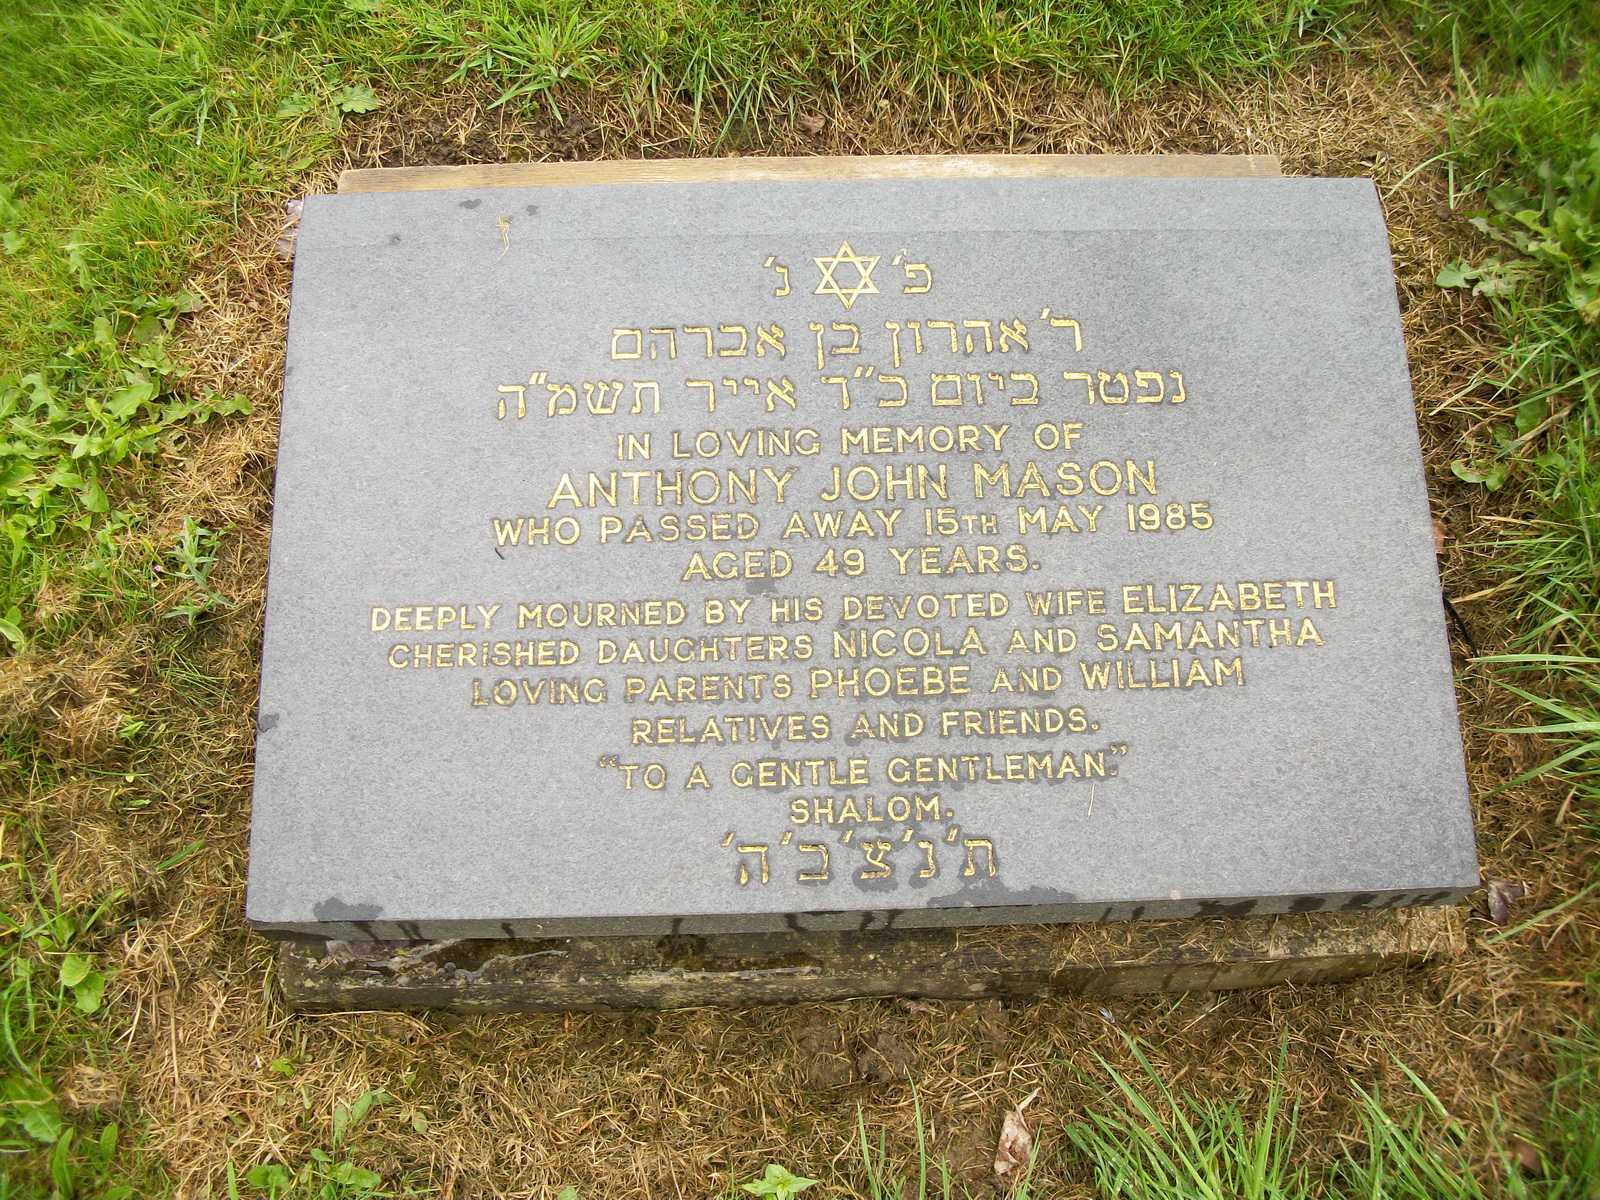 פ' נ'
ר' אהרון בן אברהם
נפטר ביום כ"ד אייר תשמ"ה
IN LOVING MEMORY OF
ANTHONY JOHN MASON
WHO PASSED AWAY 15TH MAY 1985
AGED 49 YEARS.
DEEPLY MOURNED BY HIS DEVOTED WIFE ELIZABETH
CHERISHED DAUGHTERS NICOLA AND SAMANTHA
LOVING PARENTS PHOEBE AND WILLIAM
RELATIVES AND FRIENDS.
"TO A GENTLE GENTLEMAN."
SHALOM.
ת'נ'צ'ב'ה'